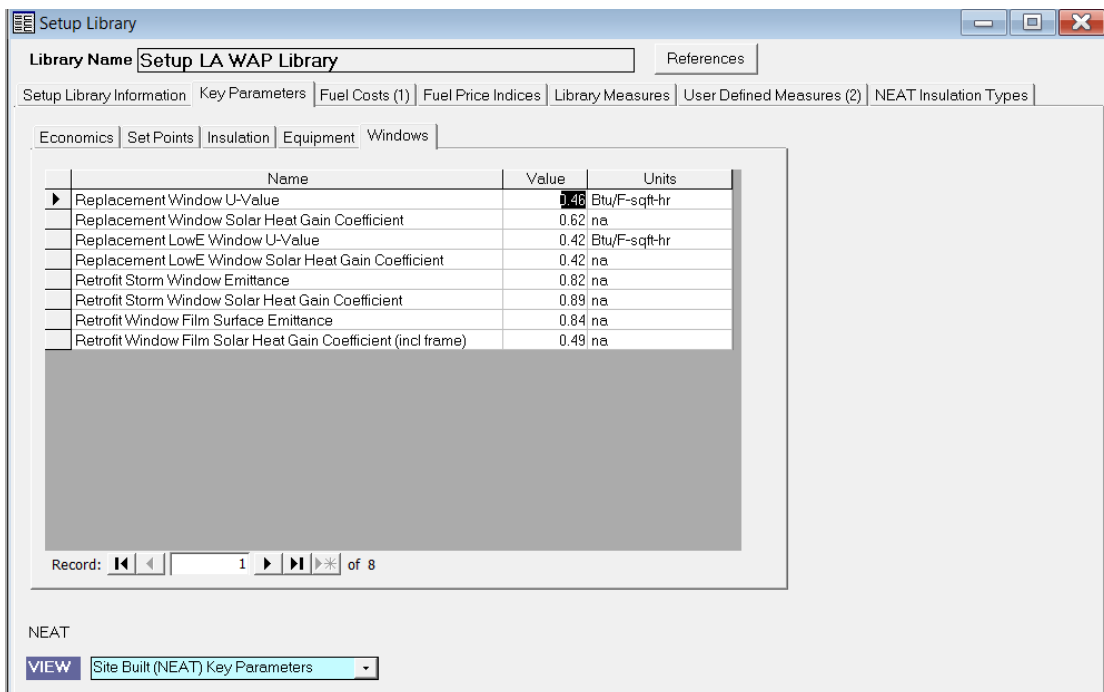 Setup Library
Library Name Setup LA WAP Library References
Setup Library Information Key Parameters Fuel Costs (1) Fuel Price Indices Library Measures User Defined Measures (2) NEAT Insulation Types
Economics Set Points Insulation Equipment Windows
Name Value Units
Replacement Window U-Value 0.46 Btu/F-sqft-hr
Replacement Window Solar Heat Gain Coefficient 0.62 na
Replacement LowE Window U-Value 0.42 Btu/F-sqft-hr
Replacement LowE Window Solar Heat Gain Coefficient 0.42 na
Retrofit Storm Window Emittance 0.82 na
Retrofit Storm Window Solar Heat Gain Coefficient 0.89 na
Retrofit Window Film Surface Emittance 0.84 na
Retrofit Window Film Solar Heat Gain Coefficient (incl frame) 0.49 na
Record: 1 of 8
NEAT
VIEW Site Built (NEAT) Key Parameters